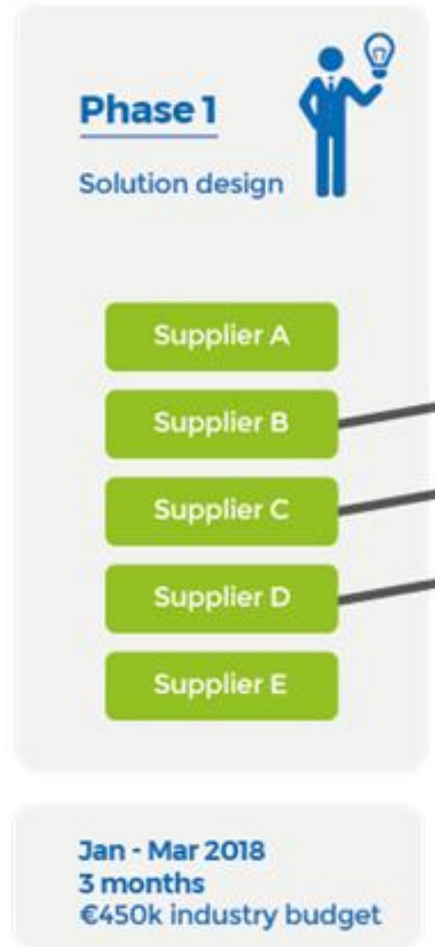 Phase 1
Solution design
Supplier A
Supplier B
Supplier C
Supplier D
Supplier E
Jan - Mar 2018
3 months
€450k industry budget